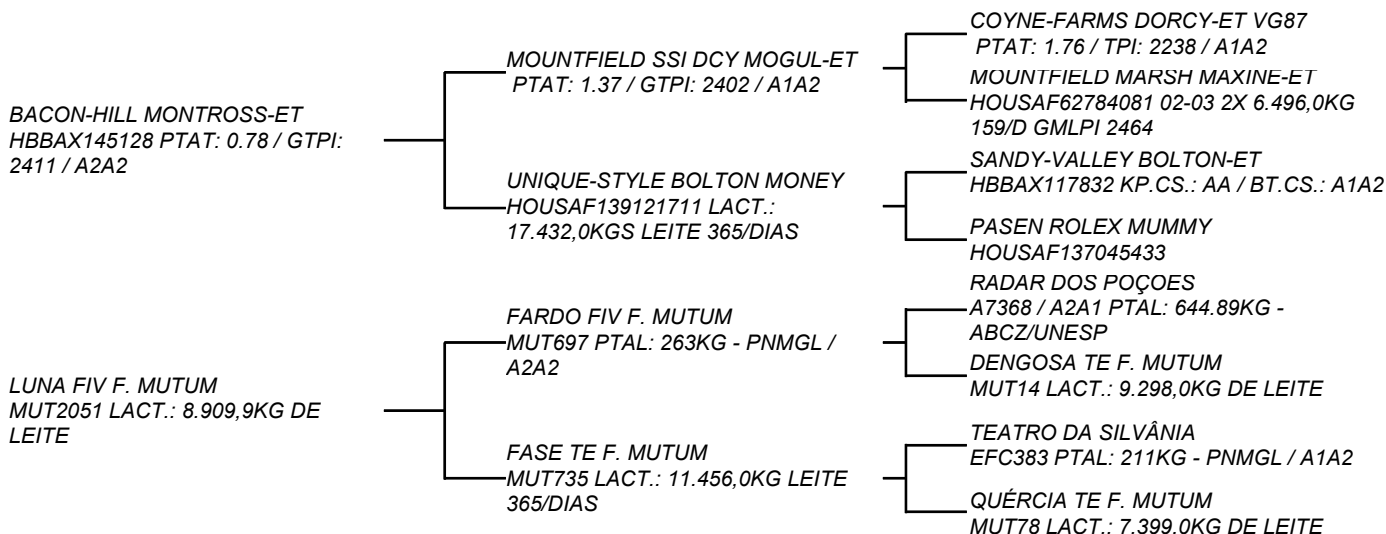 COYNE-FARMS DORCY-ET VG87
PTAT: 1.76 / TPI: 2238 / A1A2
MOUNTFIELD SSI DCY MOGUL-ET
PTAT: 1.37 / GTPI: 2402 / A1A2
MOUNTFIELD MARSH MAXINE-ET
HOUSAF62784081 02-03 2X 6.496,0KG
159/D GMLPI 2464
BACON-HILL MONTROSS-ET
HBBAX145128 PTAT: 0.78 / GTPI:
2411 / A2A2
SANDY-VALLEY BOLTON-ET
HBBAX117832 KP.CS.: AA / BT.CS.: A1A2
UNIQUE-STYLE BOLTON MONEY
HOUSAF139121711 LACT.:
17.432,0KGS LEITE 365/DIAS
PASEN ROLEX MUMMY
HOUSAF137045433
RADAR DOS POÇOES
A7368 / A2A1 PTAL: 644.89KG -
ABCZ/UNESP
FARDO FIV F. MUTUM
MUT697 PTAL: 263KG - PNMGL /
A2A2
DENGOSA TE F. MUTUM
MUT14 LACT.: 9.298,0KG DE LEITE
LUNA FIV F. MUTUM
MUT2051 LACT.: 8.909,9KG DE
LEITE
TEATRO DA SILVÂNIA
EFC383 PTAL: 211KG - PNMGL / A1A2
FASE TE F. MUTUM
MUT735 LACT.: 11.456,0KG LEITE
365/DIAS
QUÉRCIA TE F. MUTUM
MUT78 LACT.: 7.399,0KG DE LEITE